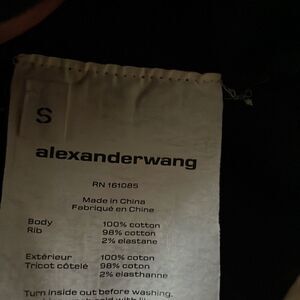 S
alexanderwang
RN 161085
Made in China
Fabriqué en Chine
Body 100% cotton
Rib 98% cotton
2% elastane
Extérieur 100% coton
Tricot côtelé 98% coton
2% élasthanne
Turn inside out before washing.